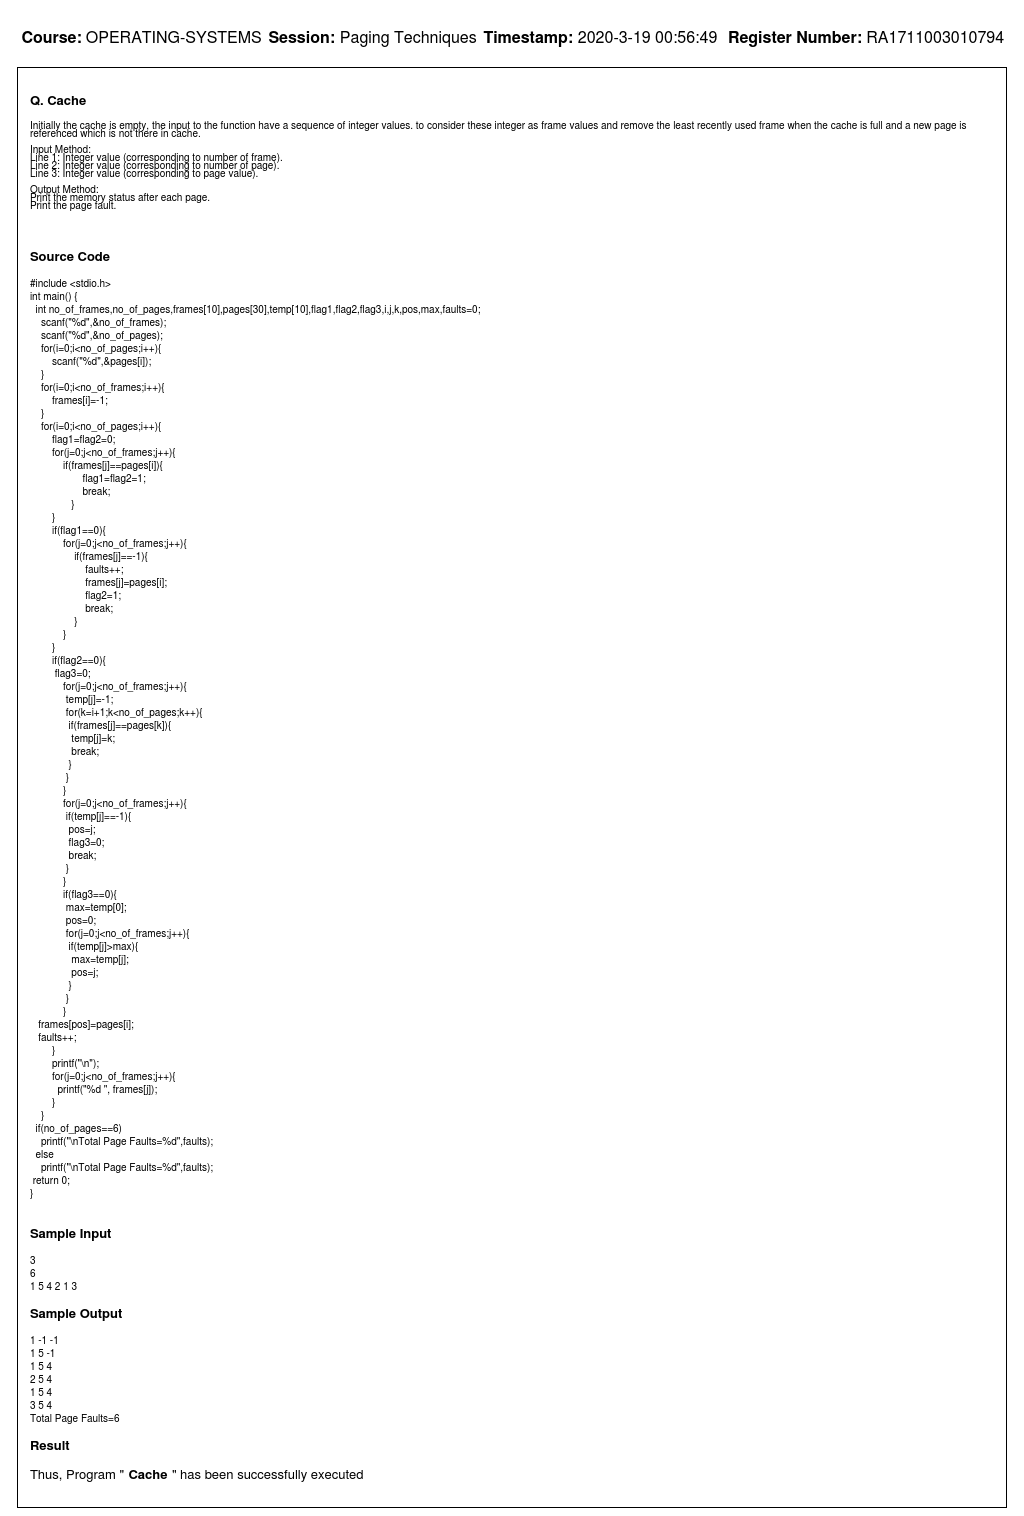 Course: OPERATING-SYSTEMS Session: Paging Techniques Timestamp: 2020-3-19 00:56:49 Register Number: RA1711003010794
Q. Cache
Initially the cache is empty, the input to the function have a sequence of integer values. to consider these integer as frame values and remove the least recently used frame when the cache is full and a new page is
referenced which is not there in cache.
Input Method:
Line 1: Integer value (corresponding to number of frame).
Line 2: Integer value (corresponding to number of page).
Line 3: Integer value (corresponding to page value).
Output Method:
Print the memory status after each page.
Print the page fault.
Source Code
#include <stdio.h>
int main() {
int no_of_frames,no_of_pages,frames[10],pages[30],temp[10],flag1,flag2,flag3,i,j,k,pos,max,faults=0;
scanf("%d",&no_of_frames);
scanf("%d",&no_of_pages);
for(i=0;i<no_of_pages;i++){
scanf("%d",&pages[i]);
}
for(i=0;i<no_of_frames;i++){
frames[i]=-1;
}
for(i=0;i<no_of_pages;i++){
flag1=flag2=0;
for(j=0;j<no_of_frames;j++){
if(frames[j]==pages[i]){
flag1=flag2=1;
break;
}
}
if(flag1==0){
for(j=0;j<no_of_frames;j++){
if(frames[j]==-1){
faults++;
frames[j]=pages[i];
flag2=1;
break;
}
}
}
if(flag2==0){
flag3=0;
for(j=0;j<no_of_frames;j++){
temp[j]=-1;
for(k=i+1;k<no_of_pages;k++){
if(frames[j]==pages[k]){
temp[j]=k;
break;
}
}
}
for(j=0;j<no_of_frames;j++){
if(temp[j]==-1){
pos=j;
flag3=0;
break;
}
}
if(flag3==0){
max=temp[0];
pos=0;
for(j=0;j<no_of_frames;j++){
if(temp[j]>max){
max=temp[j];
pos=j;
}
}
}
frames[pos]=pages[i];
faults++;
}
printf("\n");
for(j=0;j<no_of_frames;j++){
printf("%d ", frames[j]);
}
}
if(no_of_pages==6)
printf("\nTotal Page Faults=%d",faults);
else
printf("\nTotal Page Faults=%d",faults);
return 0;
}
Sample Input
3
6
1 5 4 2 1 3
Sample Output
1 -1 -1
1 5 -1
1 5 4
2 5 4
1 5 4
3 5 4
Total Page Faults=6
Result
Thus, Program " Cache " has been successfully executed